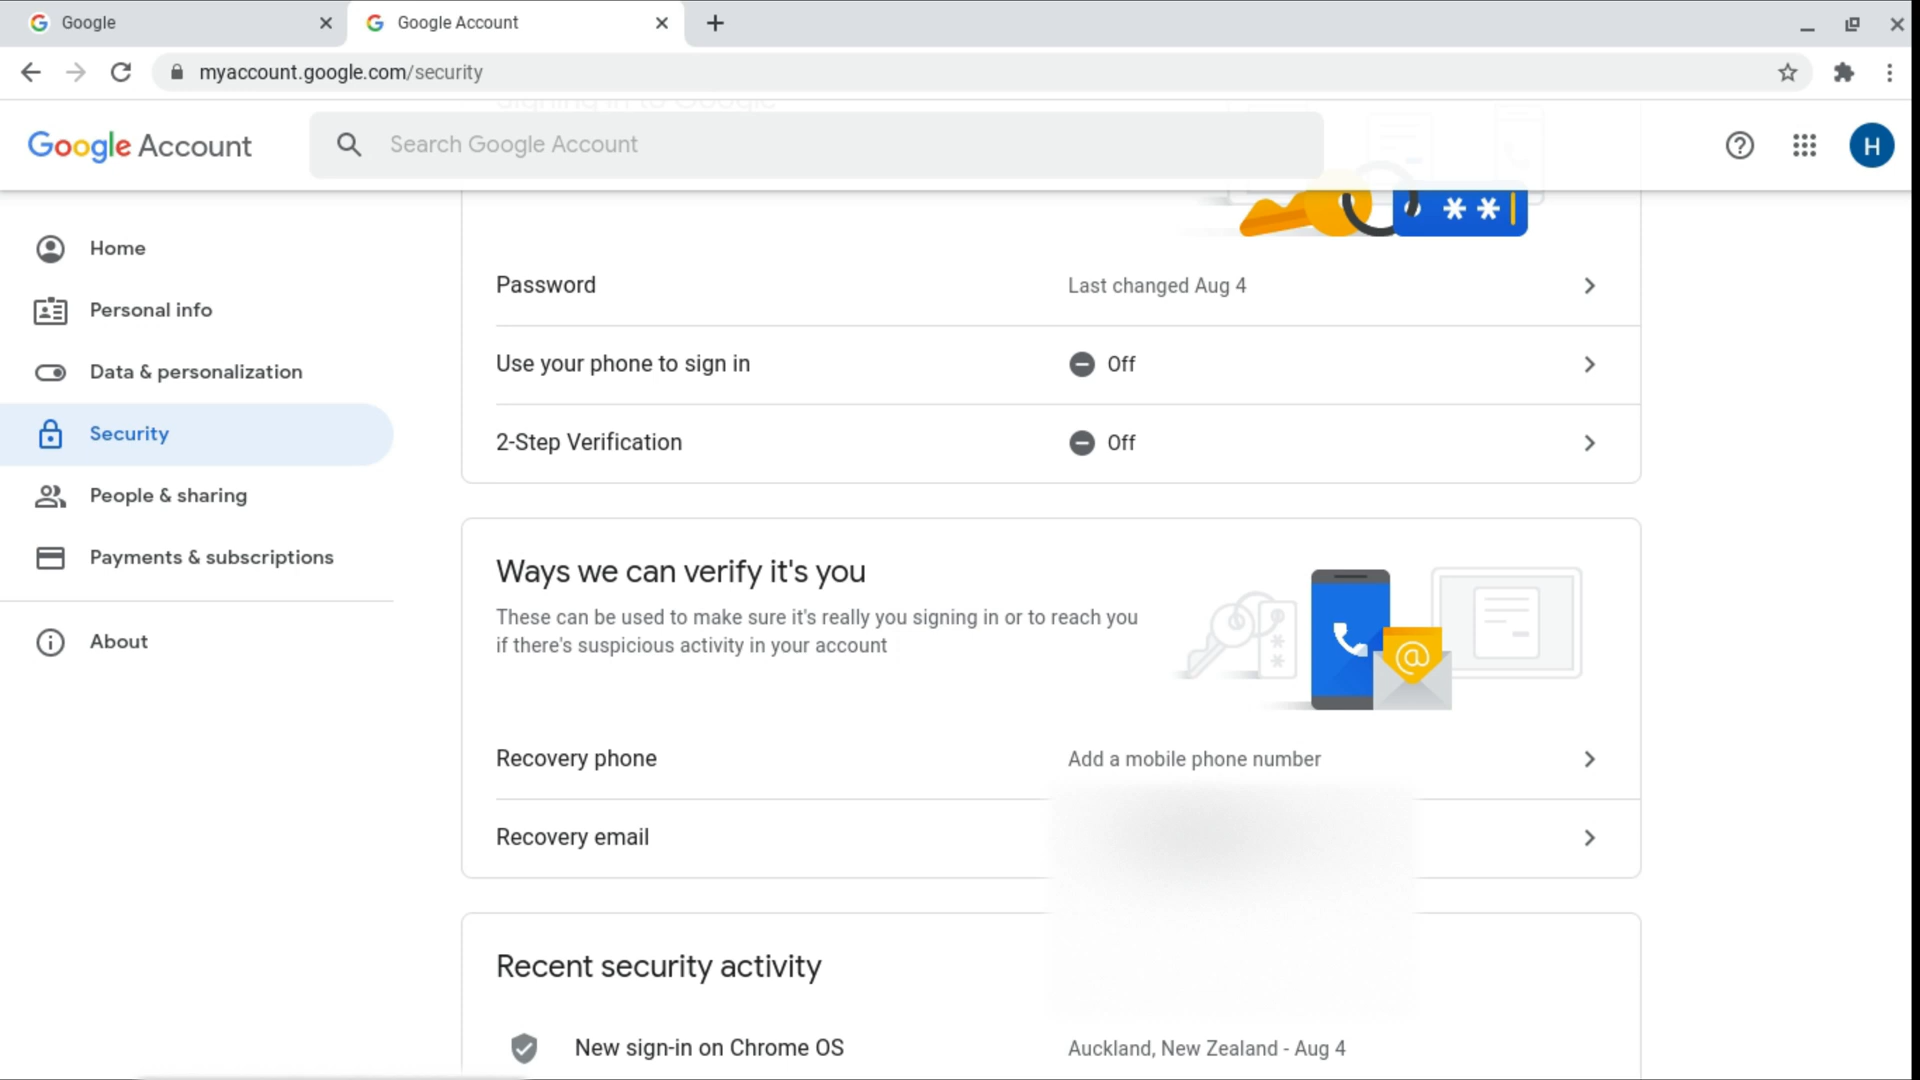 Google
Google Account
myaccount.google.com/security
Signing in to Google
Google Account
Search Google Account
H
**
Home
Personal info
Data & personalization
Security
People & sharing
Payments & subscriptions
About
Password
Last changed Aug 4
Use your phone to sign in
Off
2-Step Verification
Off
Ways we can verify it's you
These can be used to make sure it's really you signing in or to reach you
if there's suspicious activity in your account
@
Recovery phone
Add a mobile phone number
Recovery email
Recent security activity
New sign-in on Chrome OS
Auckland, New Zealand - Aug 4